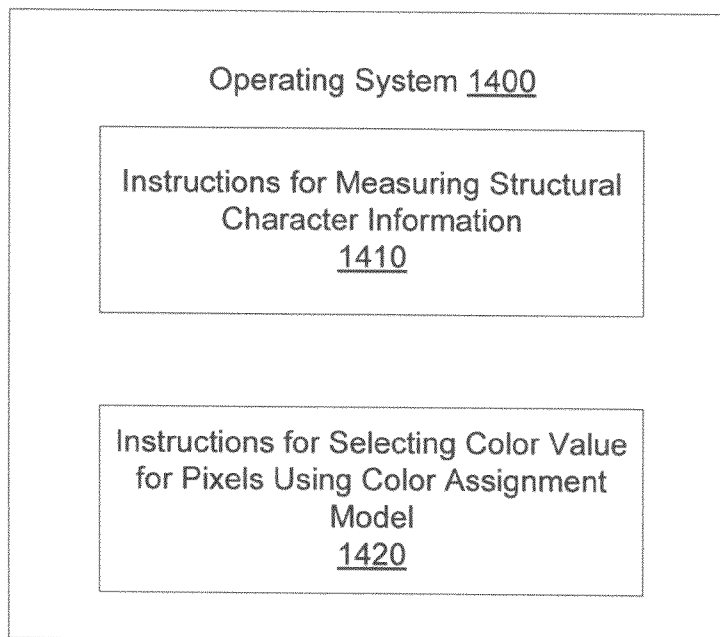 Operating System 1400
Instructions for Measuring Structural
Character Information
1410
Instructions for Selecting Color Value
for Pixels Using Color Assignment
Model
1420